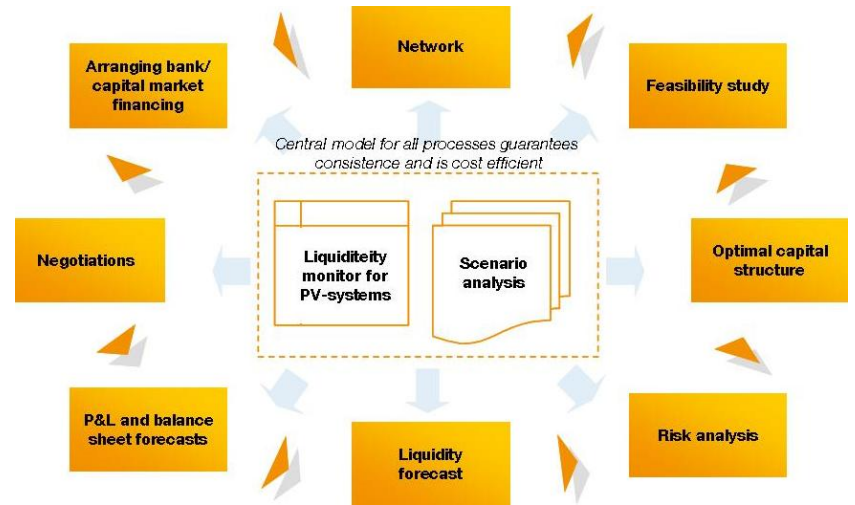 Network
Arranging bank/
capital market
financing
Feasibility study
Central model for all processes guarantees
consistence and is cost efficient
Negotiations
Liquiditeity
monitor for
PV-systems
Scenario
analysis
Optimal capital
structure
P&L and balance
sheet forecasts
Liquidity
forecast
Risk analysis